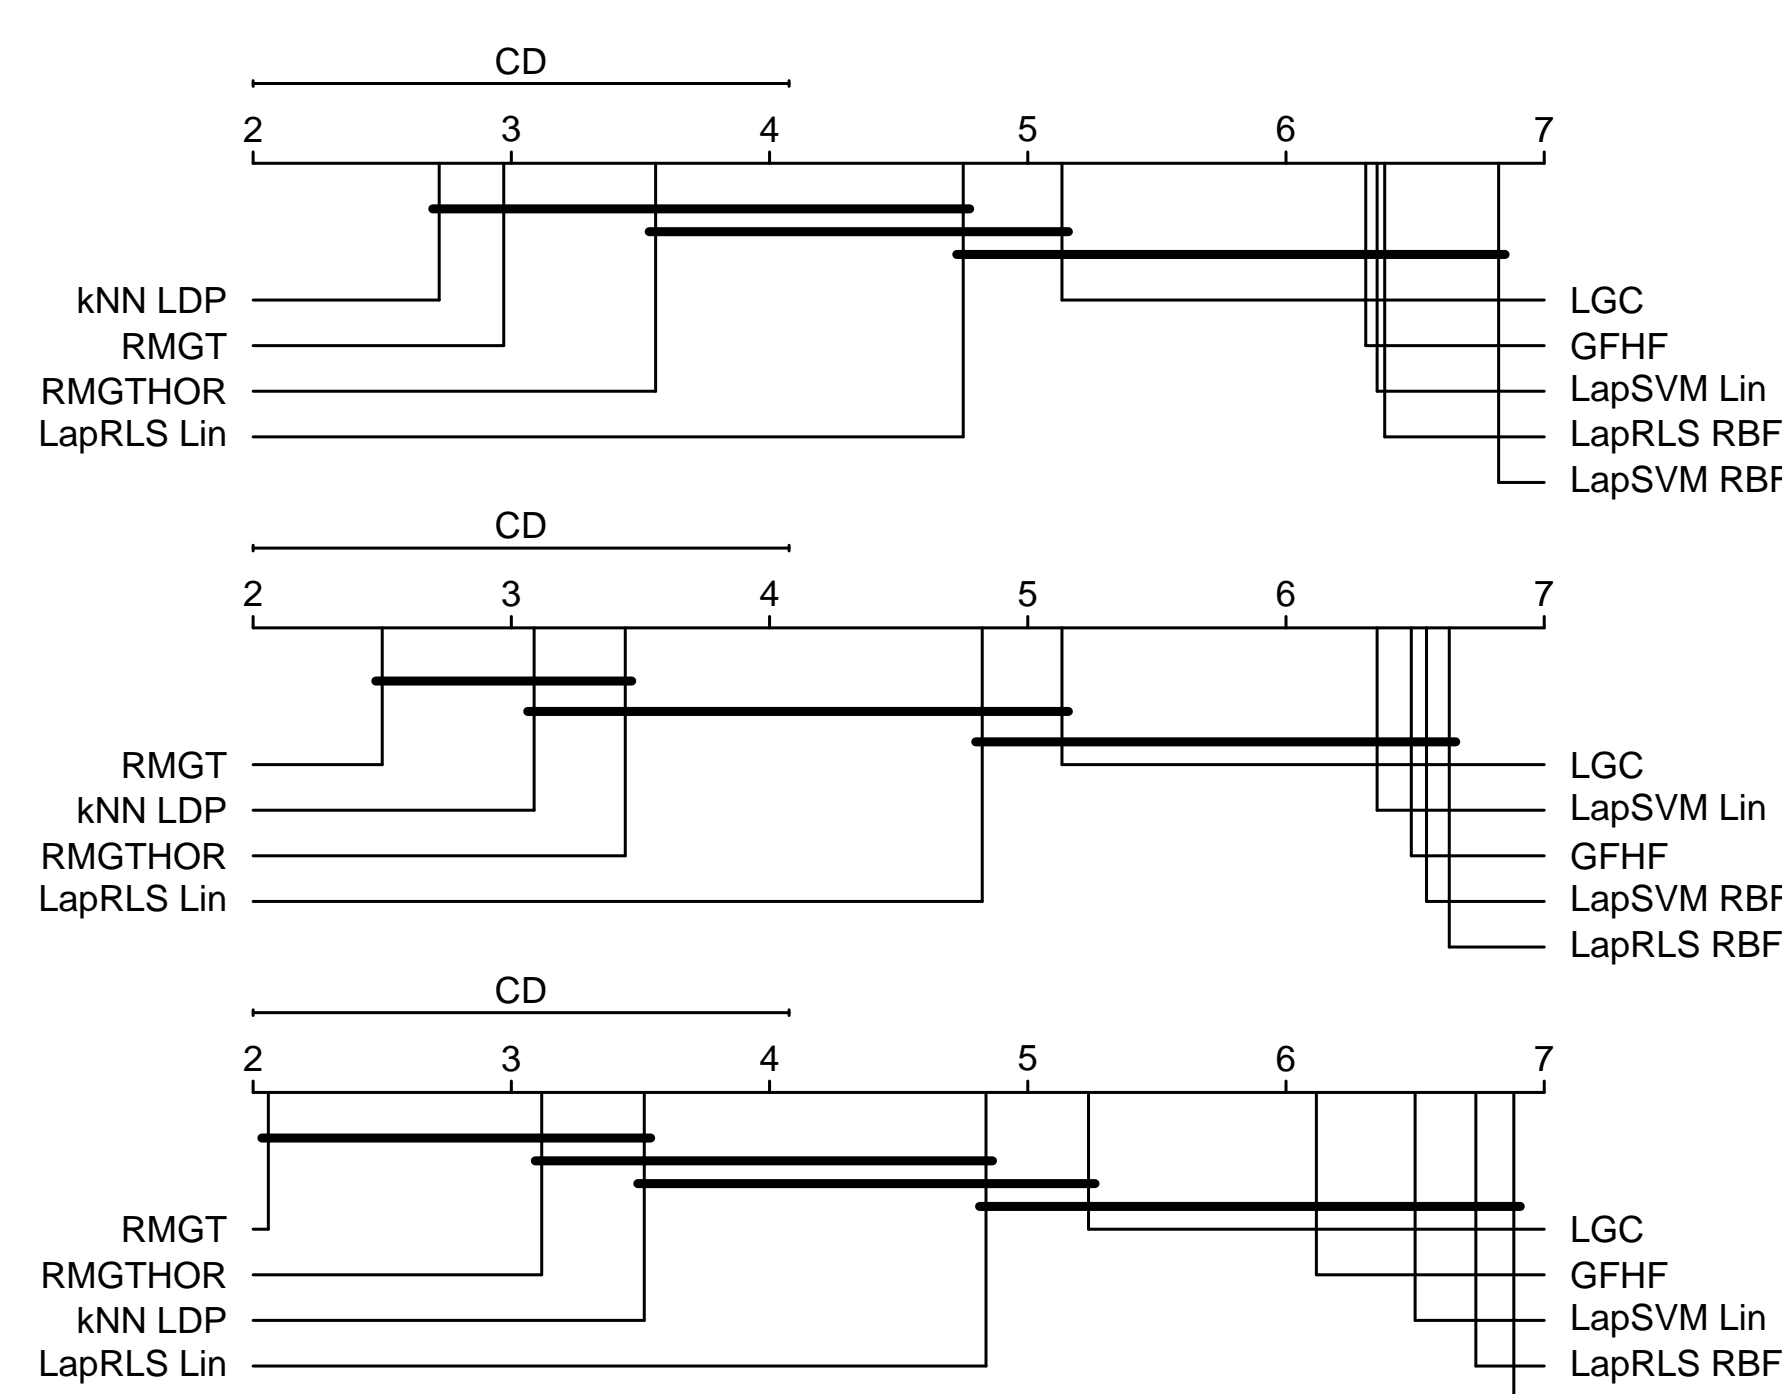 CD
2 3 4 5 6 7
kNN LDP LGC
RMGT GFHF
RMGTHOR LapSVM Lin
LapRLS Lin LapRLS RBF
LapSVM RBF
CD
2 3 4 5 6 7
RMGT LGC
kNN LDP LapSVM Lin
RMGTHOR GFHF
LapRLS Lin LapSVM RBF
LapRLS RBF
CD
2 3 4 5 6 7
RMGT LGC
RMGTHOR GFHF
kNN LDP LapSVM Lin
LapRLS Lin LapRLS RBF